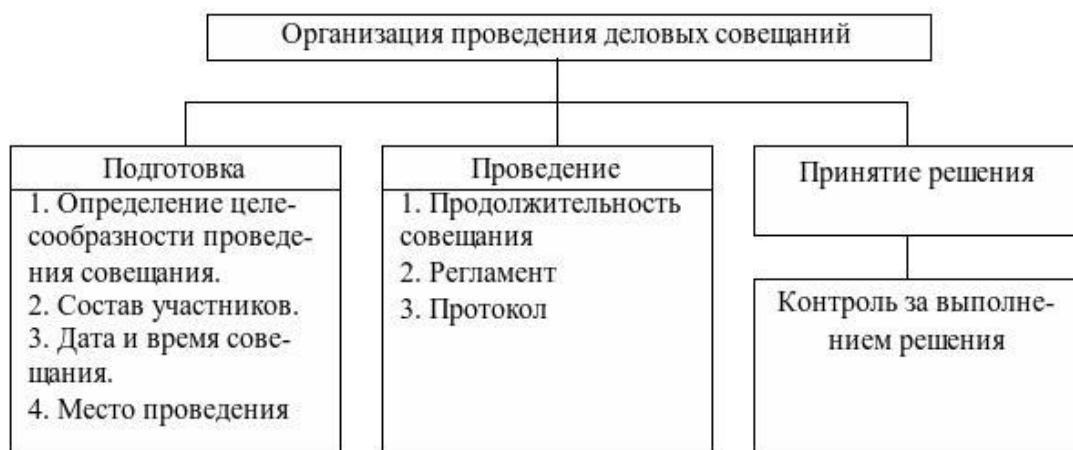 Организация проведения деловых совещаний
Подготовка
1. Определение целе-
сообразности проведе-
ния совещания.
2. Состав участников.
3. Дата и время сове-
щания.
4. Место проведения
Проведение
1. Продолжительность
совещания
2. Регламент
3. Протокол
Принятие решения
Контроль за выполне-
нием решения